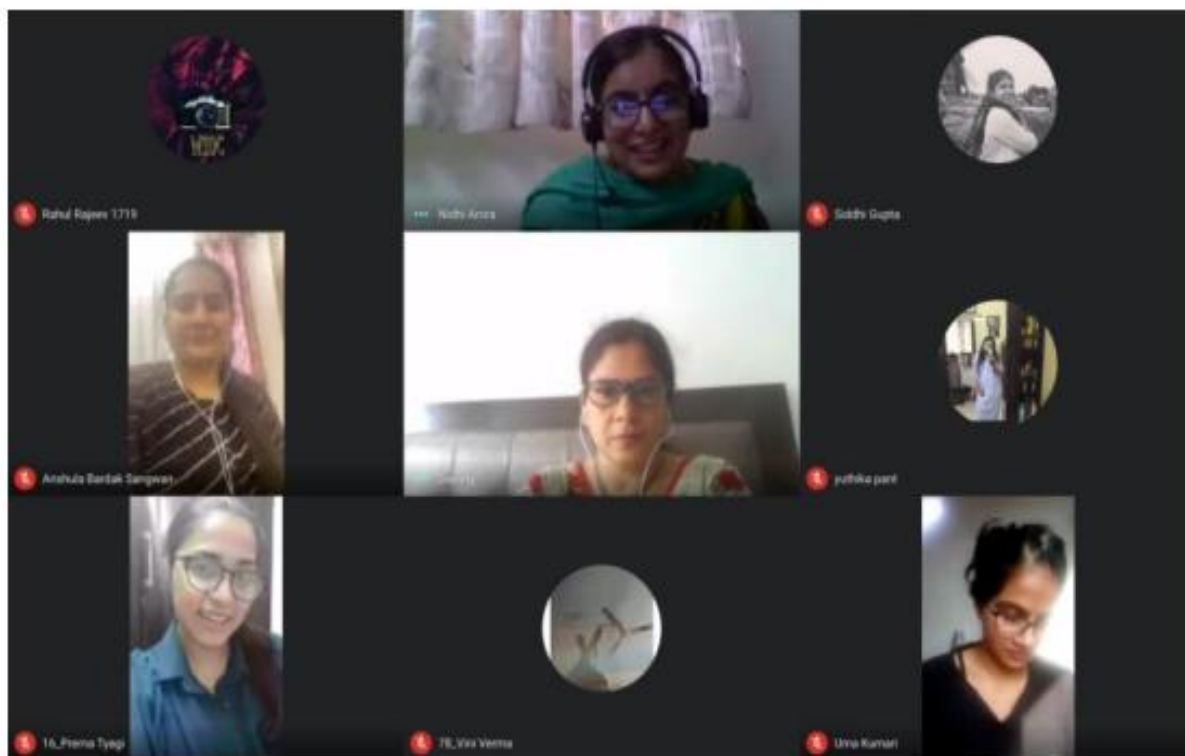 Rahul Rajeev 1719
Nidhi Arora
Siddhi Gupta
Anshula Bardak Sangwan
yuthika pant
16_Prerna Tyagi
78_Vini Verma
Uma Kumari